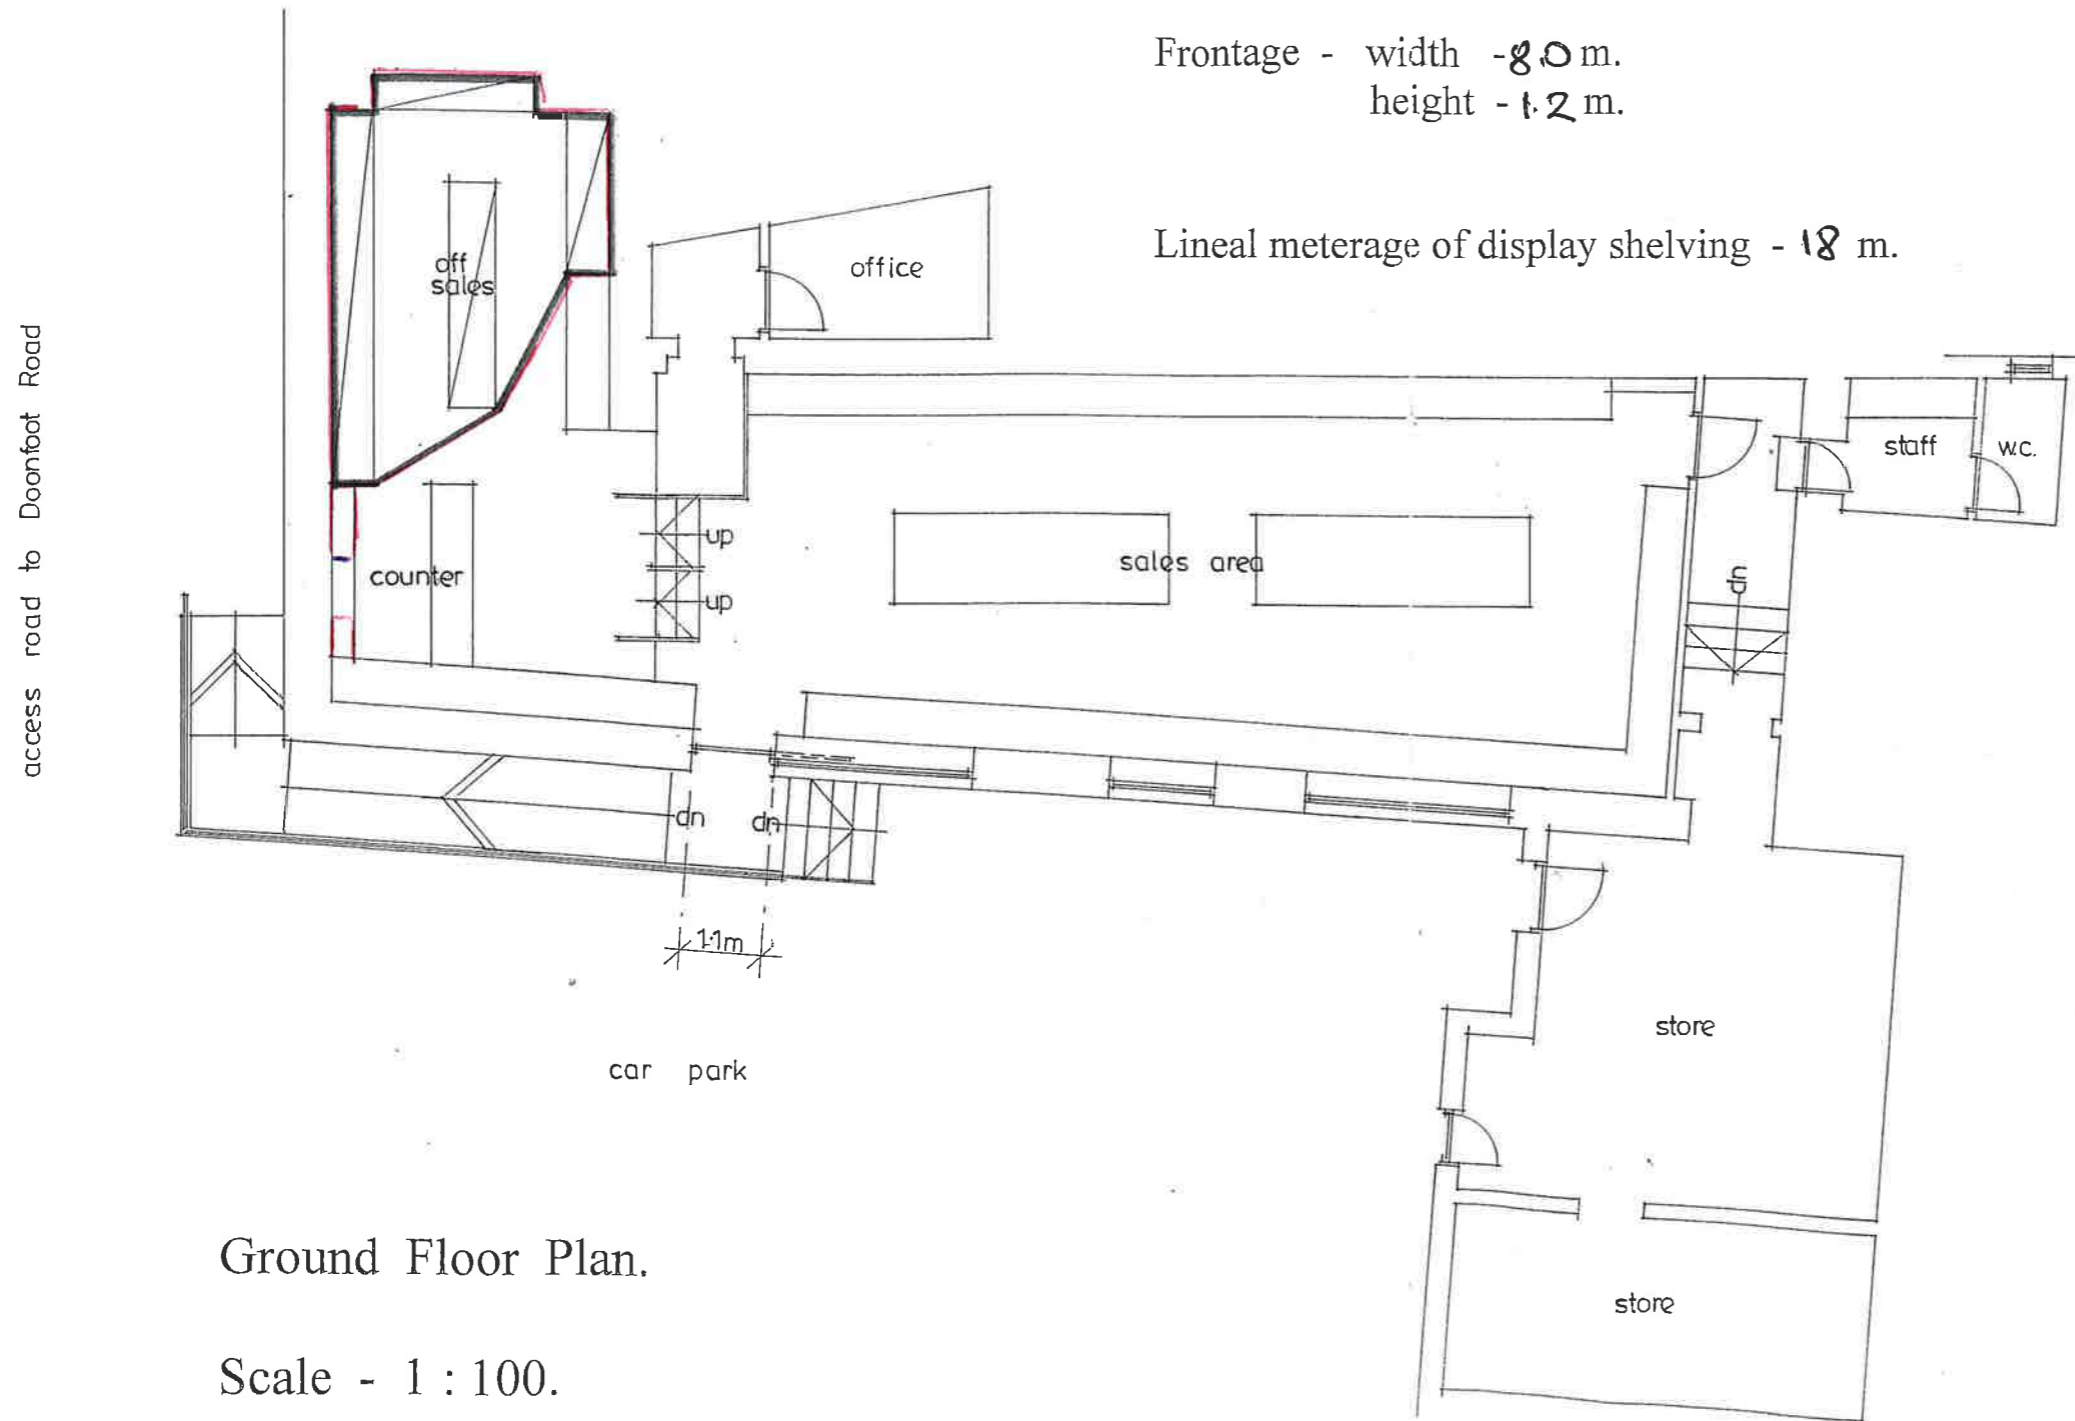 Frontage - width - 8.0 m.
height - 1.2 m.
Lineal meterage of display shelving - 18 m.
access road to Doonfoot Road
off
sales
office
staff
w.c.
up
up
counter
sales area
dn
dn
dn
1·1m
car park
store
store
Ground Floor Plan.
Scale - 1 : 100.